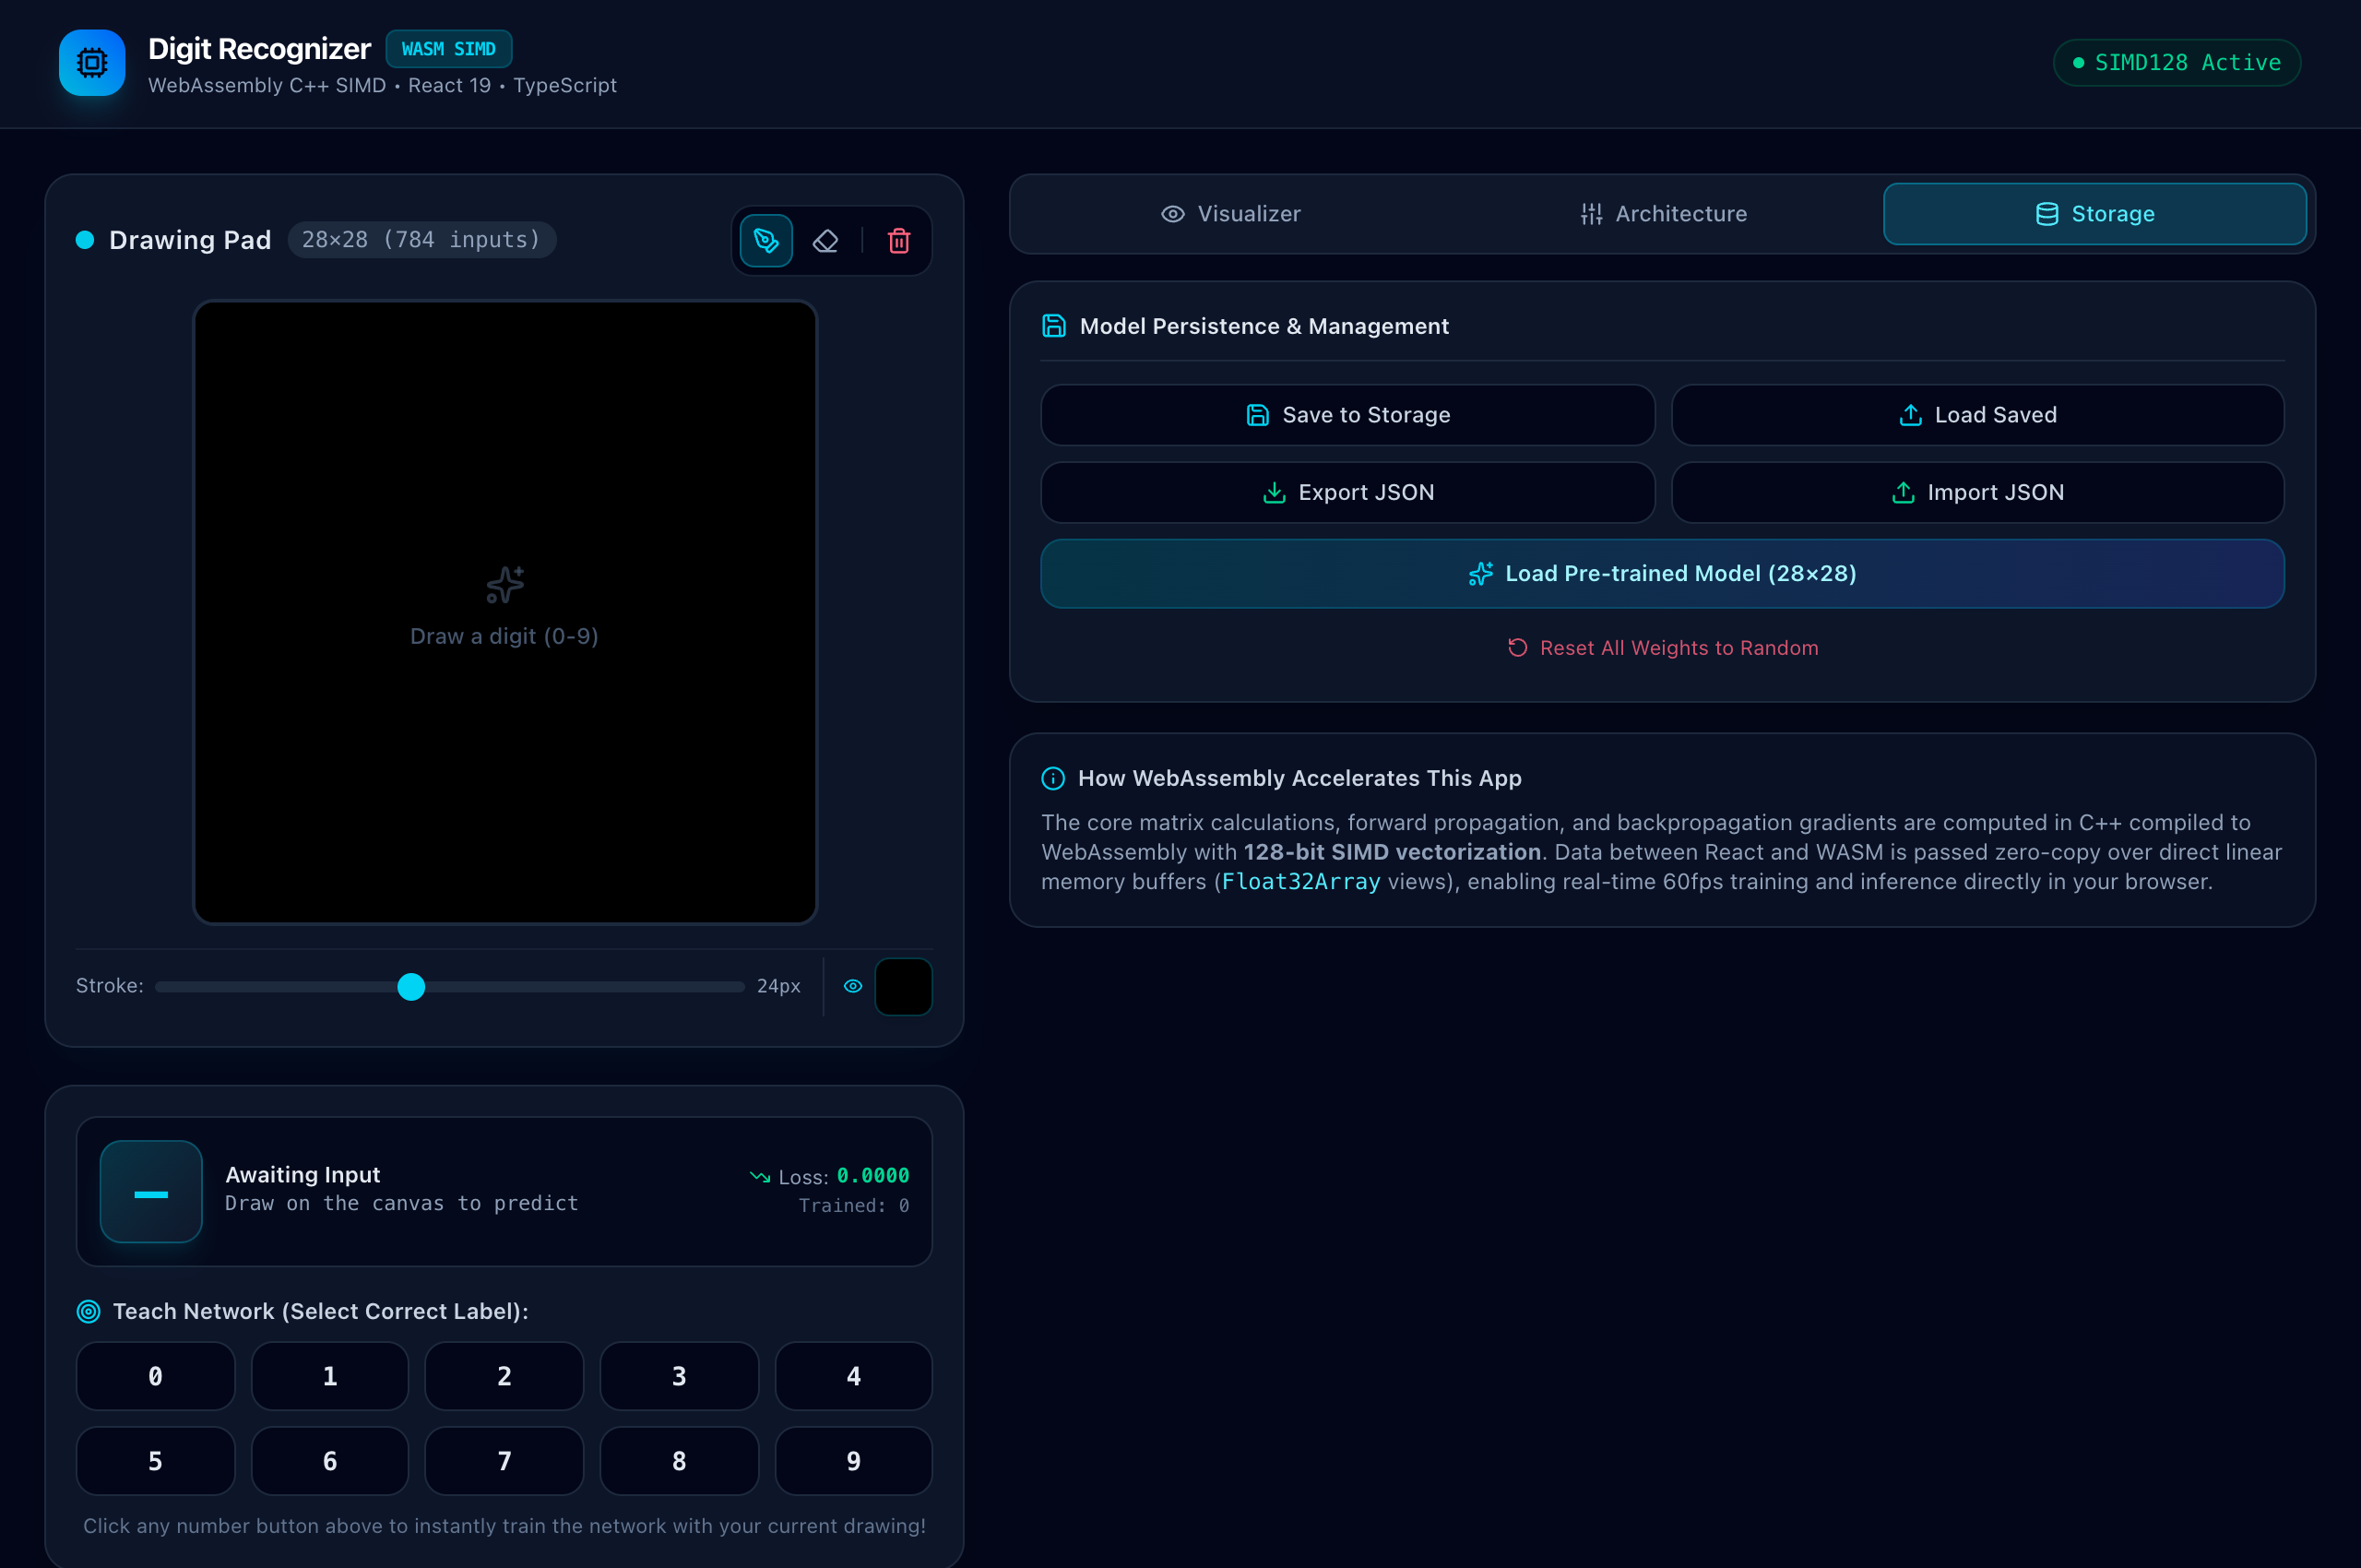 Digit Recognizer WASM SIMD
WebAssembly C++ SIMD • React 19 • TypeScript
SIMD128 Active
Drawing Pad 28×28 (784 inputs)
Draw a digit (0-9)
Stroke: 24px
Awaiting Input
Draw on the canvas to predict
Loss: 0.0000
Trained: 0
Teach Network (Select Correct Label):
0 1 2 3 4
5 6 7 8 9
Click any number button above to instantly train the network with your current drawing!
Visualizer Architecture Storage
Model Persistence & Management
Save to Storage Load Saved
Export JSON Import JSON
Load Pre-trained Model (28×28)
Reset All Weights to Random
How WebAssembly Accelerates This App
The core matrix calculations, forward propagation, and backpropagation gradients are computed in C++ compiled to
WebAssembly with 128-bit SIMD vectorization. Data between React and WASM is passed zero-copy over direct linear
memory buffers (Float32Array views), enabling real-time 60fps training and inference directly in your browser.